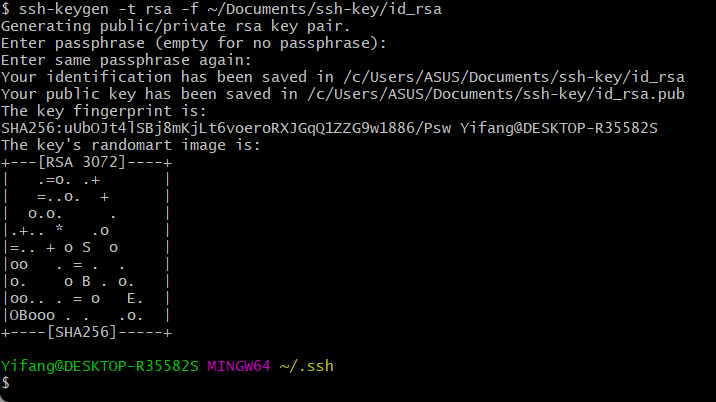 $ ssh-keygen -t rsa -f ~/Documents/ssh-key/id_rsa
Generating public/private rsa key pair.
Enter passphrase (empty for no passphrase):
Enter same passphrase again:
Your identification has been saved in /c/Users/ASUS/Documents/ssh-key/id_rsa
Your public key has been saved in /c/Users/ASUS/Documents/ssh-key/id_rsa.pub
The key fingerprint is:
SHA256:uUbOJt4lSBj8mKjLt6voeroRXJGqQ1ZZG9w1886/Psw Yifang@DESKTOP-R35582S
The key's randomart image is:
+---[RSA 3072]----+
|   .=o. .+       |
|   =..o.  +      |
|  o.o.     .     |
|.+.. *   .o      |
|=.. + o S  o     |
|oo   . = .  .    |
|o.    o B . o.   |
|oo.. . = o   E.  |
|OBooo . .   .o.  |
+----[SHA256]-----+
Yifang@DESKTOP-R35582S MINGW64 ~/.ssh
$